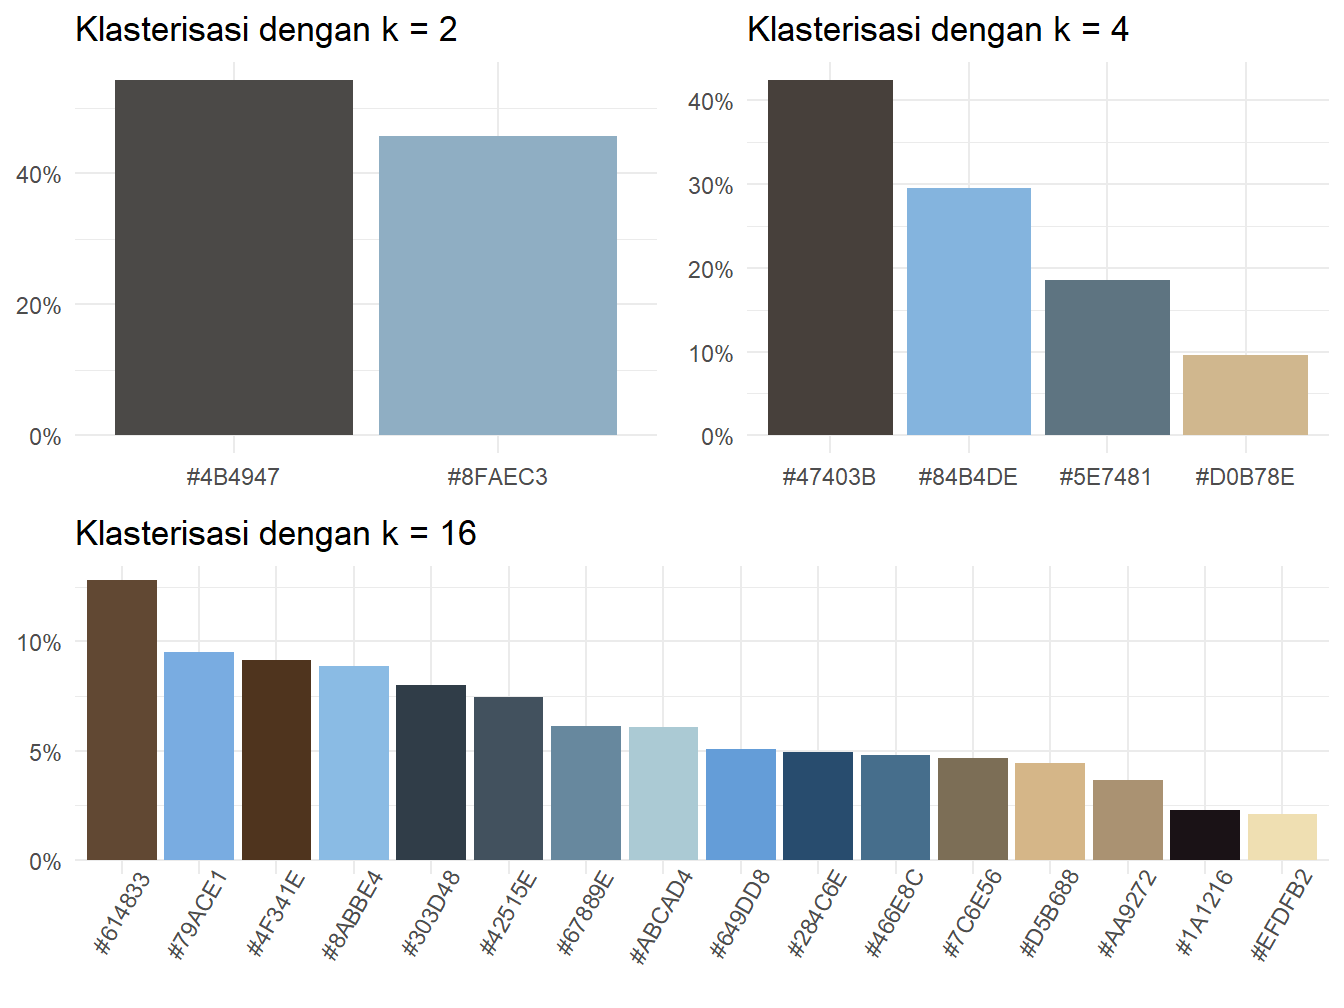 Klasterisasi dengan k = 2
40%
20%
0%
#4B4947 #8FAEC3
Klasterisasi dengan k = 4
40%
30%
20%
10%
0%
#47403B #84B4DE #5E7481 #D0B78E
Klasterisasi dengan k = 16
10%
5%
0%
#614833 #79ACE1 #4F341E #8ABBE4 #303D48 #42515E #67889E #ABCAD4 #649DD8 #284C6E #466E8C #7C6E56 #D5B688 #AA9272 #1A1216 #EFDFB2